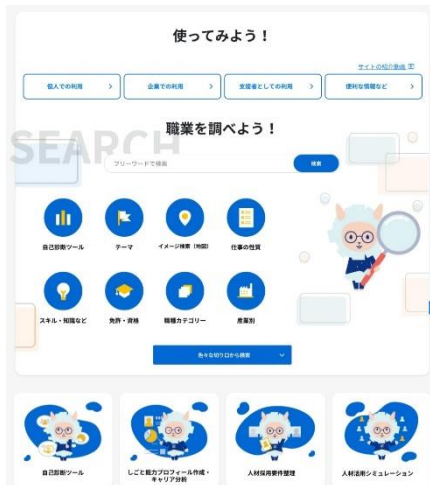 使ってみよう！
サイトの紹介動画
個人での利用
企業での利用
支援者としての利用
便利な情報など
SEARCH
職業を調べよう！
フリーワードで検索
検索
自己診断ツール
テーマ
イメージ検索（地図）
仕事の性質
スキル・知識など
免許・資格
職種カテゴリー
産業別
色々な切り口から検索
自己診断ツール
しごと能力プロフィール作成・
キャリア分析
人材採用要件整理
人材活用シミュレーション